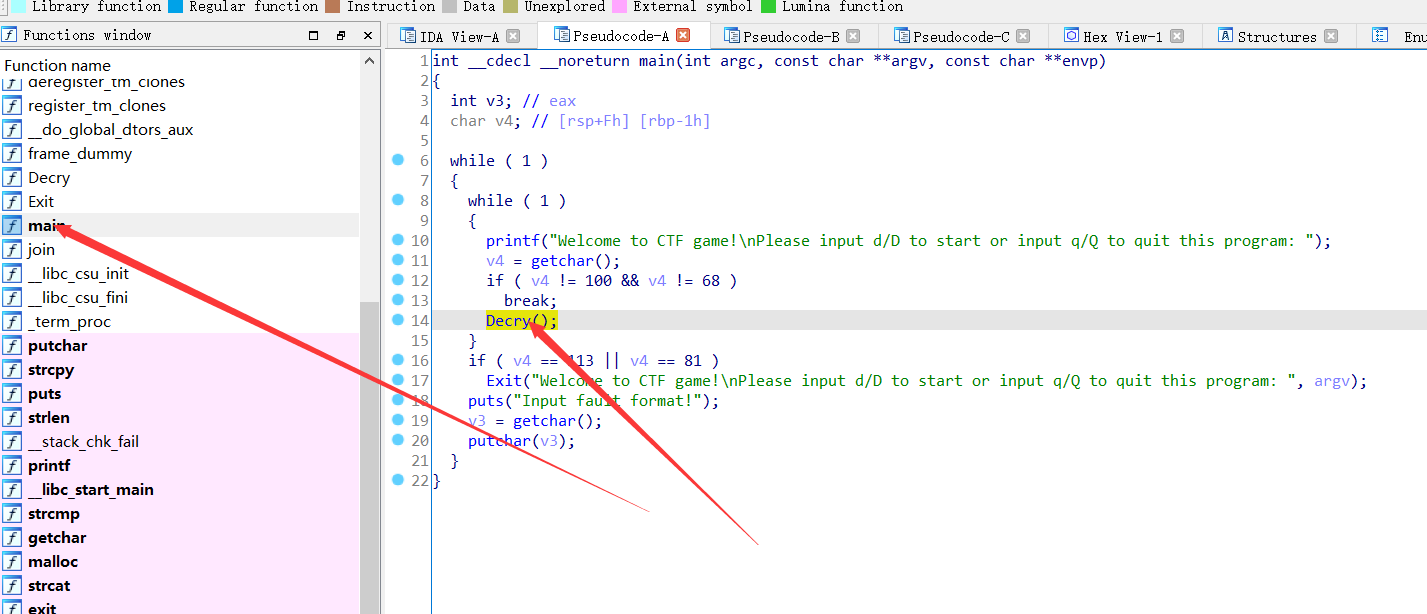 Library function Regular function Instruction Data Unexplored External symbol Lumina function
Functions window
IDA View-A Pseudocode-A Pseudocode-B Pseudocode-C Hex View-1 Structures Enu
Function name
deregister_tm_clones
register_tm_clones
__do_global_dtors_aux
frame_dummy
Decry
Exit
main
join
__libc_csu_init
__libc_csu_fini
_term_proc
putchar
strcpy
puts
strlen
__stack_chk_fail
printf
__libc_start_main
strcmp
getchar
malloc
strcat
exit
1 int __cdecl __noreturn main(int argc, const char **argv, const char **envp)
2 {
3 int v3; // eax
4 char v4; // [rsp+Fh] [rbp-1h]
5
6 while ( 1 )
7 {
8 while ( 1 )
9 {
10 printf("Welcome to CTF game!\nPlease input d/D to start or input q/Q to quit this program: ");
11 v4 = getchar();
12 if ( v4 != 100 && v4 != 68 )
13 break;
14 Decry();
15 }
16 if ( v4 == 113 || v4 == 81 )
17 Exit("Welcome to CTF game!\nPlease input d/D to start or input q/Q to quit this program: ", argv);
18 puts("Input fault format!");
19 v3 = getchar();
20 putchar(v3);
21 }
22 }